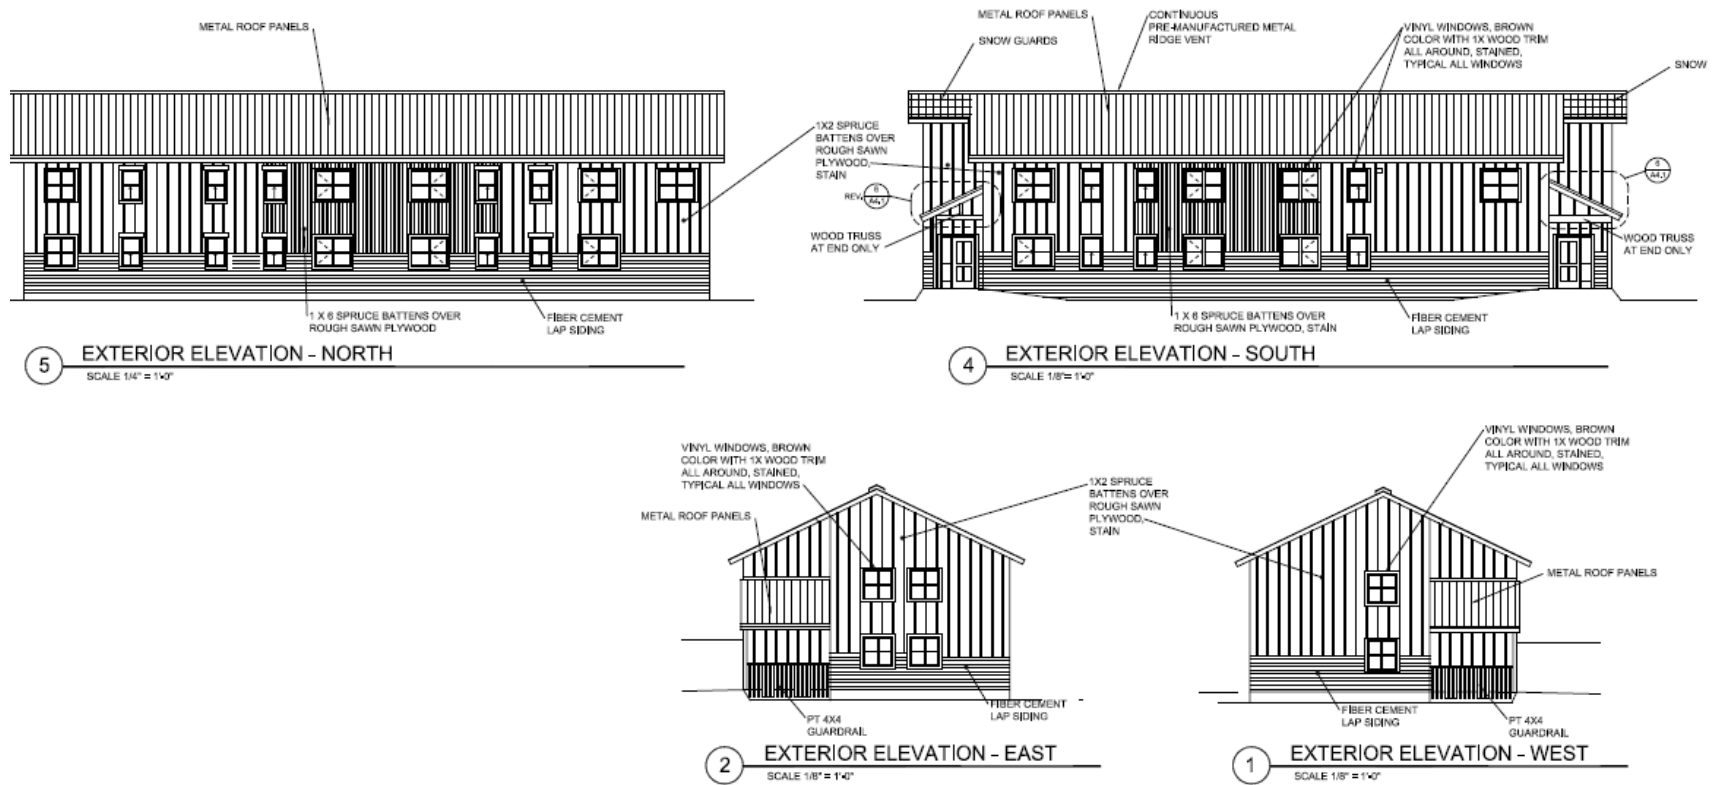 METAL ROOF PANELS
1X2 SPRUCE
BATTENS OVER
ROUGH SAWN
PLYWOOD,
STAIN
1 X 6 SPRUCE BATTENS OVER
ROUGH SAWN PLYWOOD
FIBER CEMENT
LAP SIDING
5
EXTERIOR ELEVATION - NORTH
SCALE 1/4" = 1'-0"
METAL ROOF PANELS
SNOW GUARDS
CONTINUOUS
PRE-MANUFACTURED METAL
RIDGE VENT
VINYL WINDOWS, BROWN
COLOR WITH 1X WOOD TRIM
ALL AROUND, STAINED,
TYPICAL ALL WINDOWS
SNOW
REV.
6
A4.1
6
A4.1
WOOD TRUSS
AT END ONLY
WOOD TRUSS
AT END ONLY
1 X 6 SPRUCE BATTENS OVER
ROUGH SAWN PLYWOOD, STAIN
FIBER CEMENT
LAP SIDING
4
EXTERIOR ELEVATION - SOUTH
SCALE 1/8"= 1'-0"
VINYL WINDOWS, BROWN
COLOR WITH 1X WOOD TRIM
ALL AROUND, STAINED,
TYPICAL ALL WINDOWS
METAL ROOF PANELS
1X2 SPRUCE
BATTENS OVER
ROUGH SAWN
PLYWOOD,
STAIN
FIBER CEMENT
LAP SIDING
PT 4X4
GUARDRAIL
2
EXTERIOR ELEVATION - EAST
SCALE 1/8" = 1'-0"
VINYL WINDOWS, BROWN
COLOR WITH 1X WOOD TRIM
ALL AROUND, STAINED,
TYPICAL ALL WINDOWS
METAL ROOF PANELS
FIBER CEMENT
LAP SIDING
PT 4X4
GUARDRAIL
1
EXTERIOR ELEVATION - WEST
SCALE 1/8" = 1'-0"